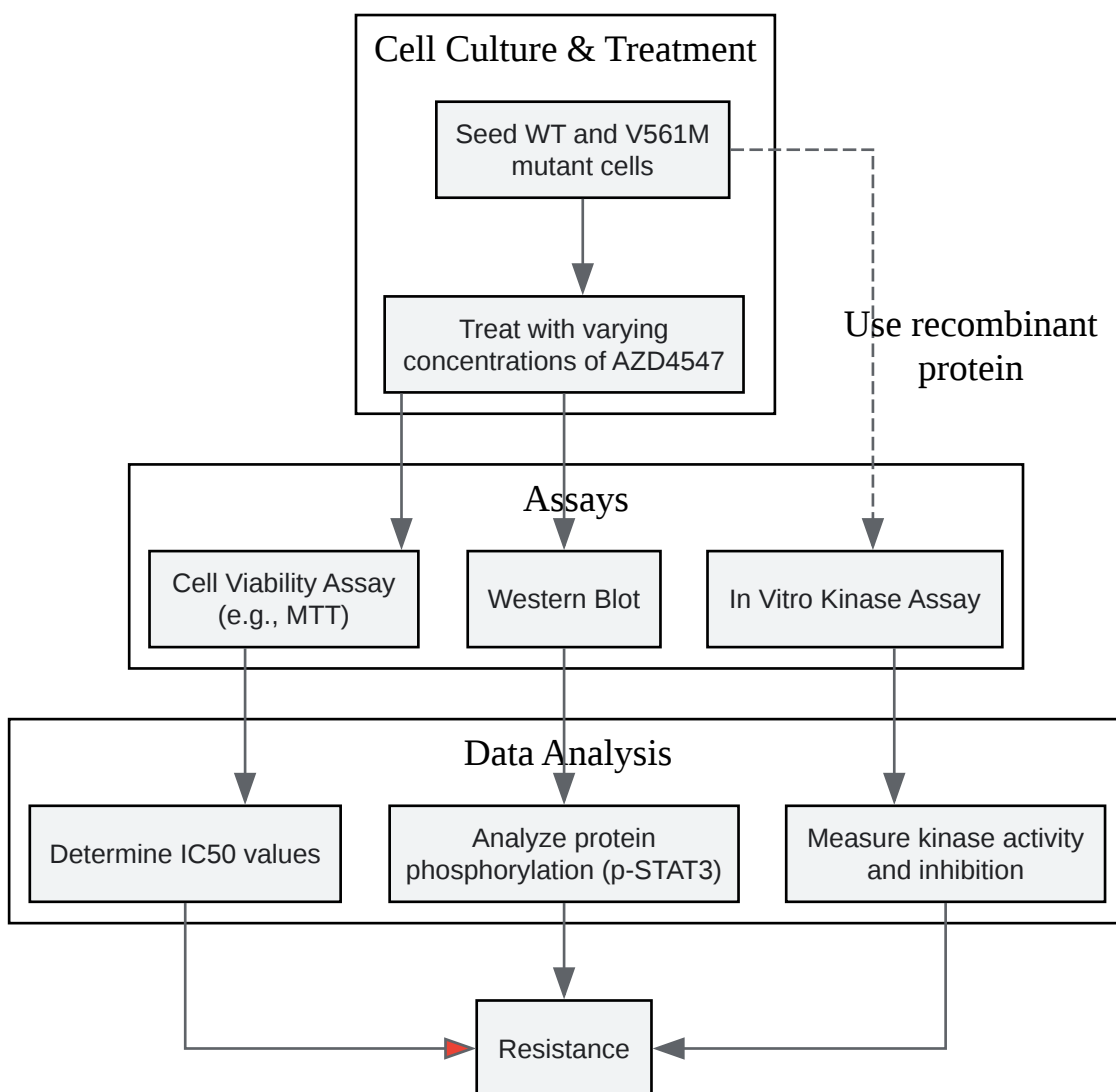 Cell Culture & Treatment
Seed WT and V561M
mutant cells
Treat with varying
concentrations of AZD4547
Use recombinant
protein
Assays
Cell Viability Assay
(e.g., MTT)
Western Blot
In Vitro Kinase Assay
Data Analysis
Determine IC50 values
Analyze protein
phosphorylation (p-STAT3)
Measure kinase activity
and inhibition
Resistance